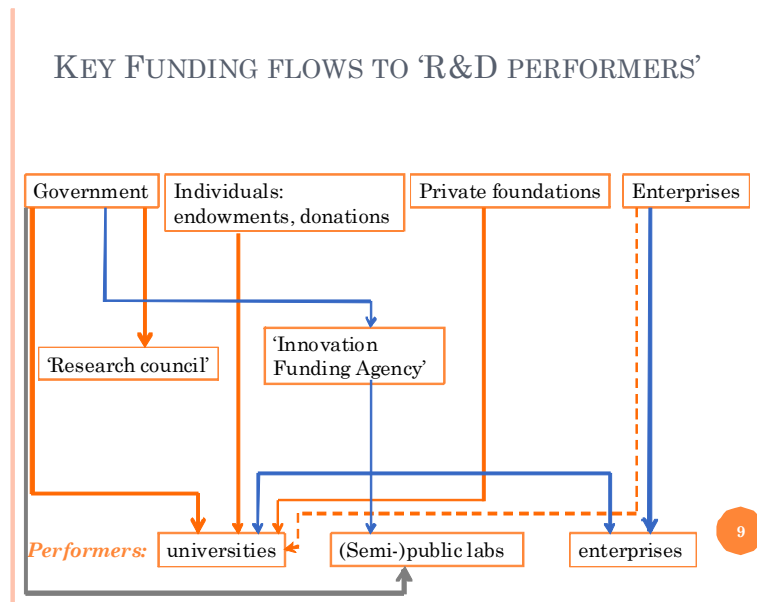 KEY FUNDING FLOWS TO ‘R&D PERFORMERS’
Government
Individuals:
endowments, donations
Private foundations
Enterprises
‘Research council’
‘Innovation
Funding Agency’
9
Performers:
universities
(Semi-)public labs
enterprises